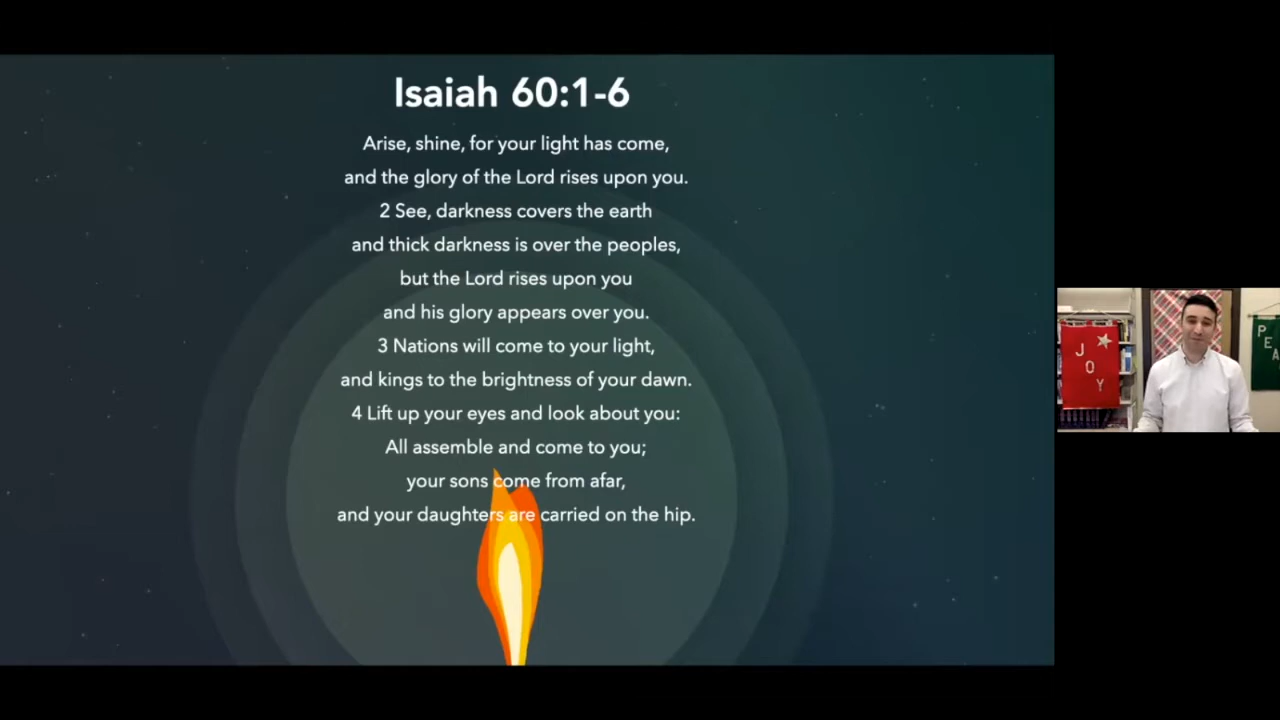 Isaiah 60:1-6
Arise, shine, for your light has come,
and the glory of the Lord rises upon you.
2 See, darkness covers the earth
and thick darkness is over the peoples,
but the Lord rises upon you
and his glory appears over you.
3 Nations will come to your light,
and kings to the brightness of your dawn.
4 Lift up your eyes and look about you:
All assemble and come to you;
your sons come from afar,
and your daughters are carried on the hip.
JOY
PEA